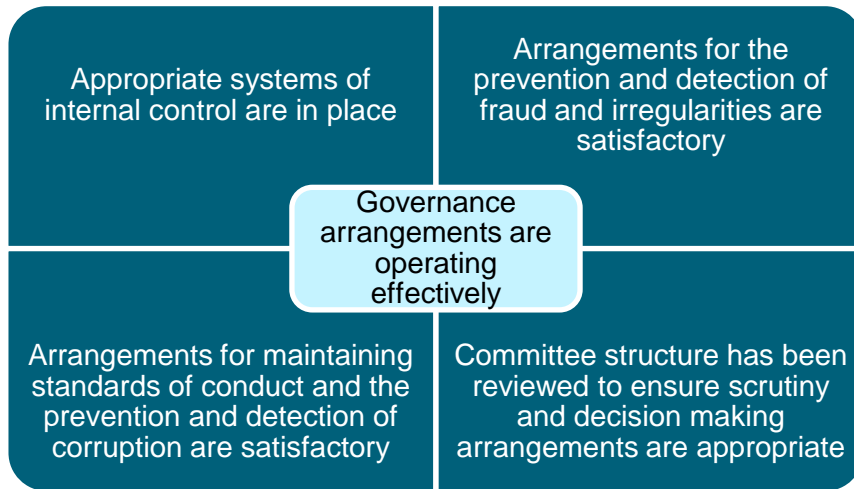 Appropriate systems of
internal control are in place
Arrangements for the
prevention and detection of
fraud and irregularities are
satisfactory
Governance
arrangements are
operating
effectively
Arrangements for maintaining
standards of conduct and the
prevention and detection of
corruption are satisfactory
Committee structure has been
reviewed to ensure scrutiny
and decision making
arrangements are appropriate